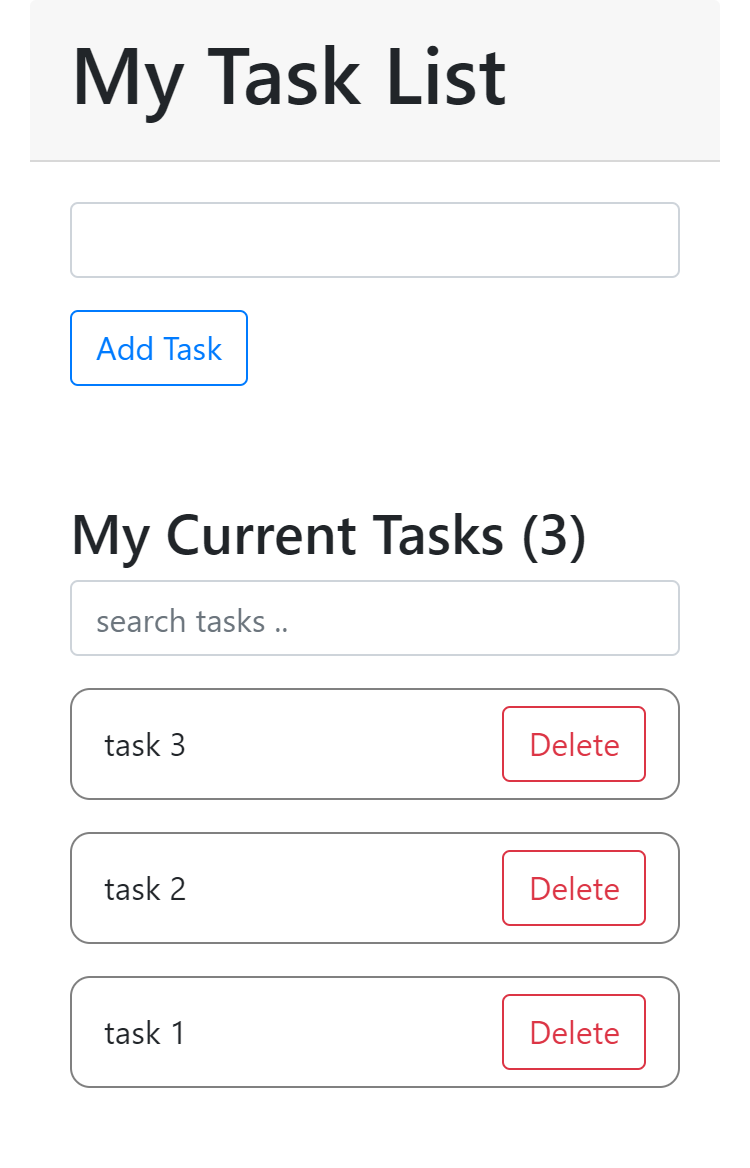 My Task List
Add Task
My Current Tasks (3)
search tasks ..
task 3 Delete
task 2 Delete
task 1 Delete